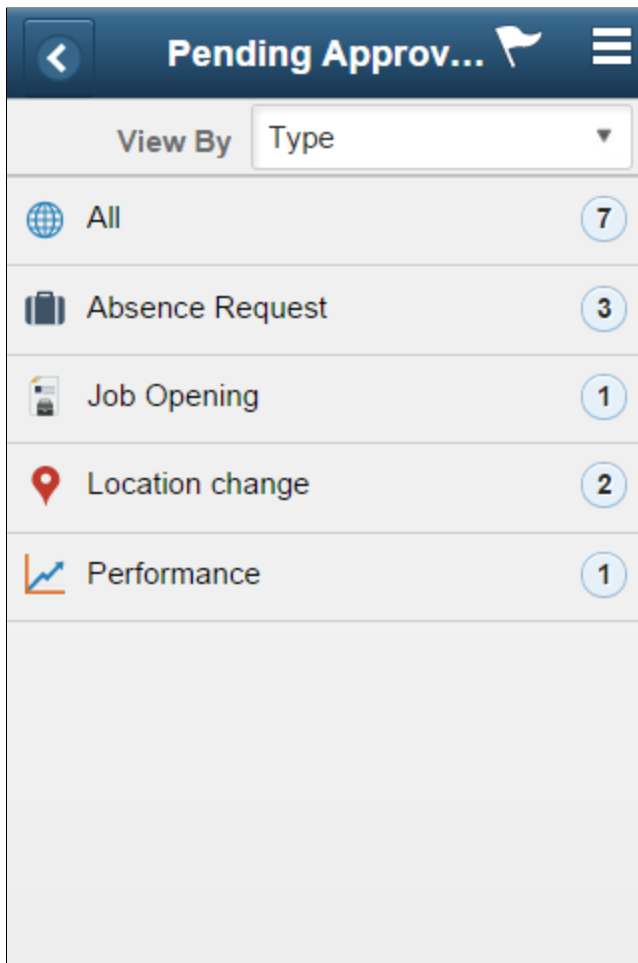 Pending Approv...
View By Type
All 7
Absence Request 3
Job Opening 1
Location change 2
Performance 1